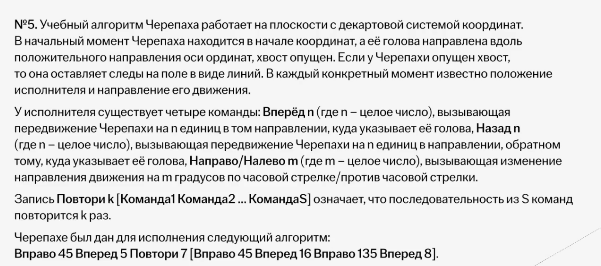 №5. Учебный алгоритм Черепаха работает на плоскости с декартовой системой координат.
В начальный момент Черепаха находится в начале координат, а её голова направлена вдоль
положительного направления оси ординат, хвост опущен. Если у Черепахи опущен хвост,
то она оставляет следы на поле в виде линий. В каждый конкретный момент известно положение
исполнителя и направление его движения.
У исполнителя существует четыре команды: Вперёд n (где n – целое число), вызывающая
передвижение Черепахи на n единиц в том направлении, куда указывает её голова, Назад n
(где n – целое число), вызывающая передвижение Черепахи на n единиц в направлении, обратном
тому, куда указывает её голова, Направо/Налево m (где m – целое число), вызывающая изменение
направления движения на m градусов по часовой стрелке/против часовой стрелки.
Запись Повтори k [Команда1 Команда2 ... КомандаS] означает, что последовательность из S команд
повторится k раз.
Черепахе был дан для исполнения следующий алгоритм:
Вправо 45 Вперед 5 Повтори 7 [Вправо 45 Вперед 16 Вправо 135 Вперед 8].